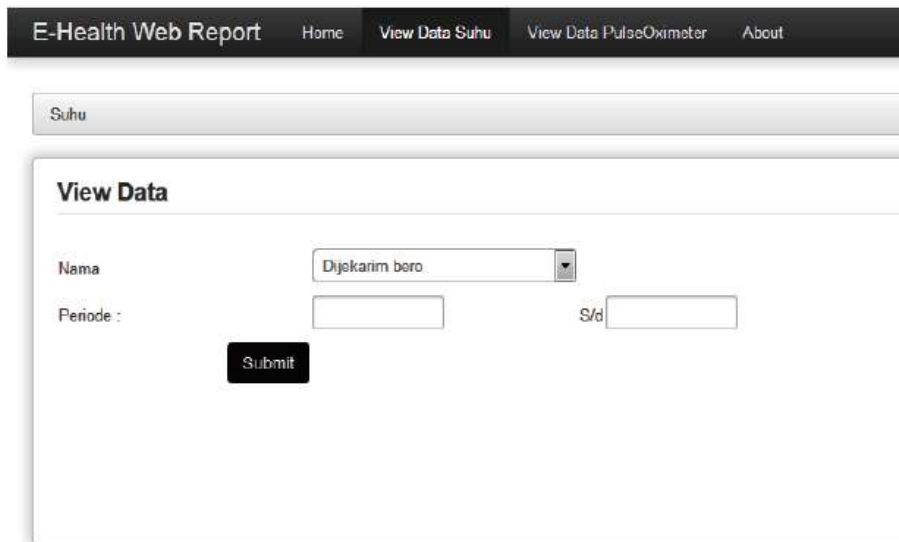 E-Health Web Report Home View Data Suhu View Data PulseOximeter About
Suhu
View Data
Nama Dijekarim bero
Periode : S/d
Submit